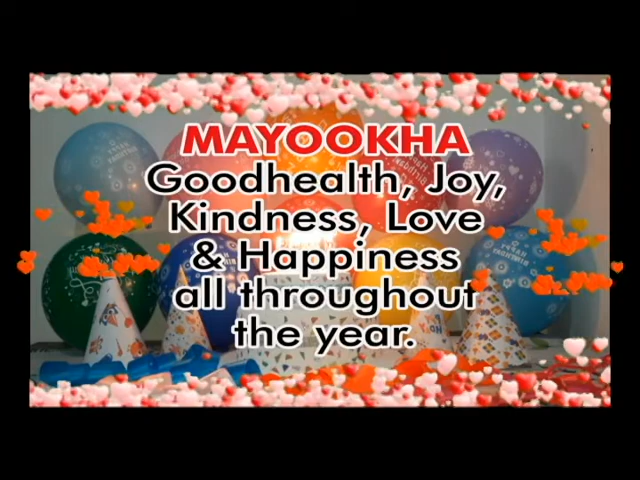 MAYOOKHA
Goodhealth, Joy,
Kindness, Love
& Happiness
all throughout
the year.